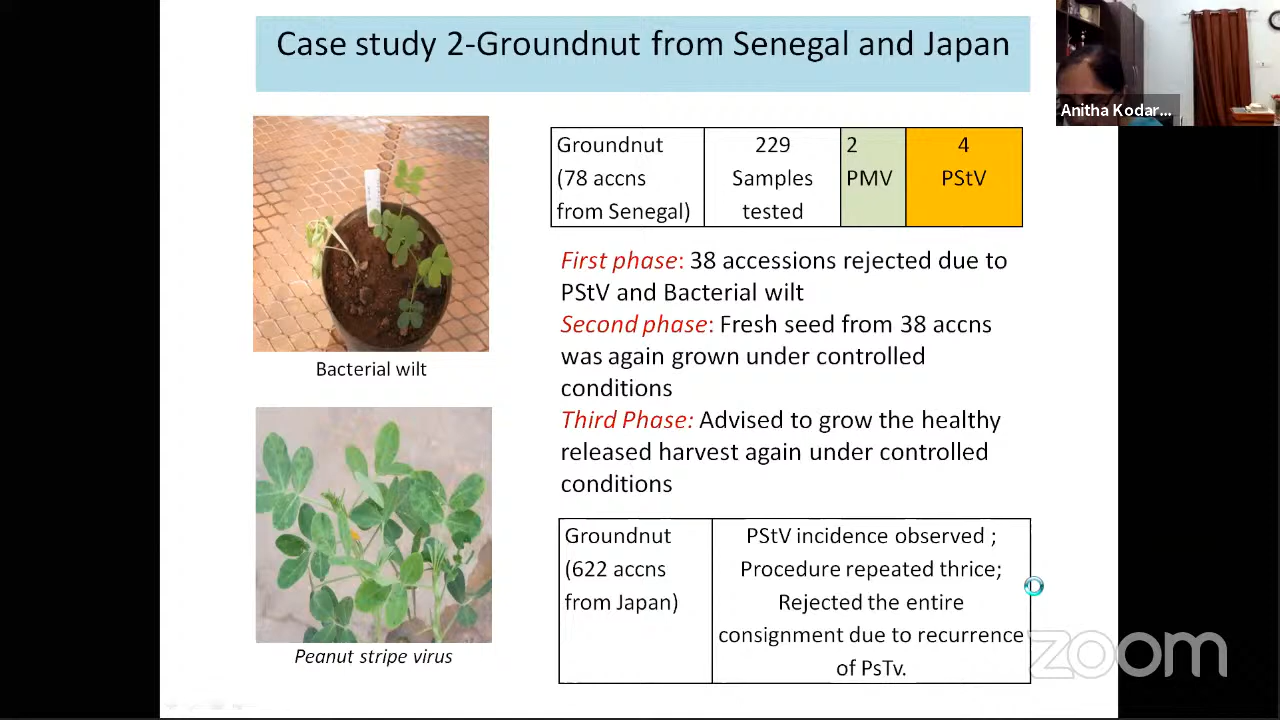 Case study 2-Groundnut from Senegal and Japan
Anitha Kodar...
Groundnut
(78 accns
from Senegal)
229
Samples
tested
2
PMV
4
PStV
First phase: 38 accessions rejected due to
PStV and Bacterial wilt
Second phase: Fresh seed from 38 accns
was again grown under controlled
conditions
Third Phase: Advised to grow the healthy
released harvest again under controlled
conditions
Bacterial wilt
Peanut stripe virus
Groundnut
(622 accns
from Japan)
PStV incidence observed ;
Procedure repeated thrice;
Rejected the entire
consignment due to recurrence
of PsTv.
zoom